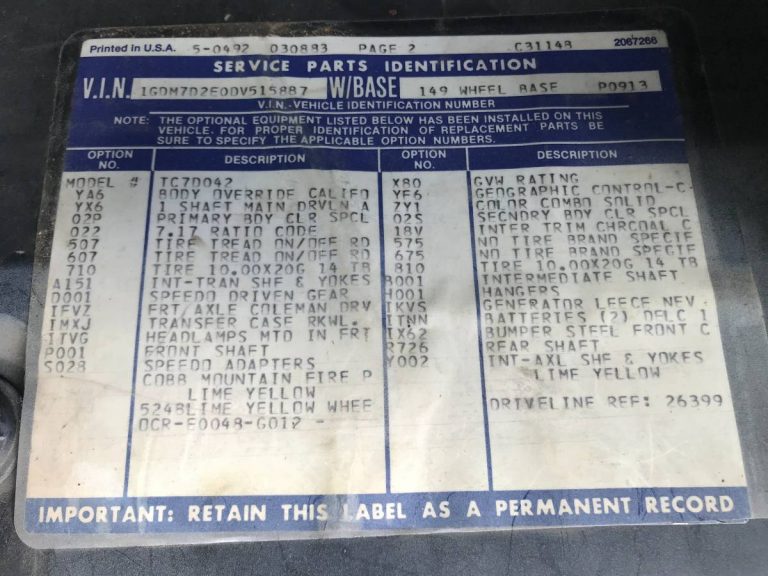 Printed in U.S.A. 5-0492 030883 PAGE 2 C31148 2067266
SERVICE PARTS IDENTIFICATION
V.I.N. 1GDM7D2E0DV515887 W/BASE 149 WHEEL BASE P0913
V.I.N.-VEHICLE IDENTIFICATION NUMBER
NOTE: THE OPTIONAL EQUIPMENT LISTED BELOW HAS BEEN INSTALLED ON THIS
VEHICLE. FOR PROPER IDENTIFICATION OF REPLACEMENT PARTS BE
SURE TO SPECIFY THE APPLICABLE OPTION NUMBERS.
OPTION NO. DESCRIPTION OPTION NO. DESCRIPTION
MODEL # TC7D042 X80 GVW RATING
YA6 BODY OVERRIDE CALIFO YF6 GEOGRAPHIC CONTROL-C
YX6 1 SHAFT MAIN DRVLN A ZY1 COLOR COMBO SOLID
02P PRIMARY BDY CLR SPCL 02S SECNDRY BDY CLR SPCL
022 7.17 RATIO CODE 18V INTER TRIM CHRCOAL C
507 TIRE TREAD ON/OFF RD 575 NO TIRE BRAND SPECIF
607 TIRE TREAD ON/OFF RD 675 NO TIRE BRAND SPECIF
710 TIRE 10.00X20G 14 TB 810 TIRE 10.00X20G 14 TB
A151 INT-TRAN SHF & YOKES B001 INTERMEDIATE SHAFT
D001 SPEEDO DRIVEN GEAR H001 HANGERS
IFVZ FRT/AXLE COLEMAN DRV IKVS GENERATOR LEECE NEV
IMXJ TRANSFER CASE RKWL. ITNN BATTERIES (2) DELC 1
ITVG HEADLAMPS MTD IN FRT IX62 BUMPER STEEL FRONT C
P001 FRONT SHAFT R726 REAR SHAFT
S028 SPEEDO ADAPTERS Y002 INT-AXL SHF & YOKES
COBB MOUNTAIN FIRE P LIME YELLOW
LIME YELLOW
5248LIME YELLOW WHEE DRIVELINE REF: 26399
OCR-E0048-G012 -
IMPORTANT: RETAIN THIS LABEL AS A PERMANENT RECORD